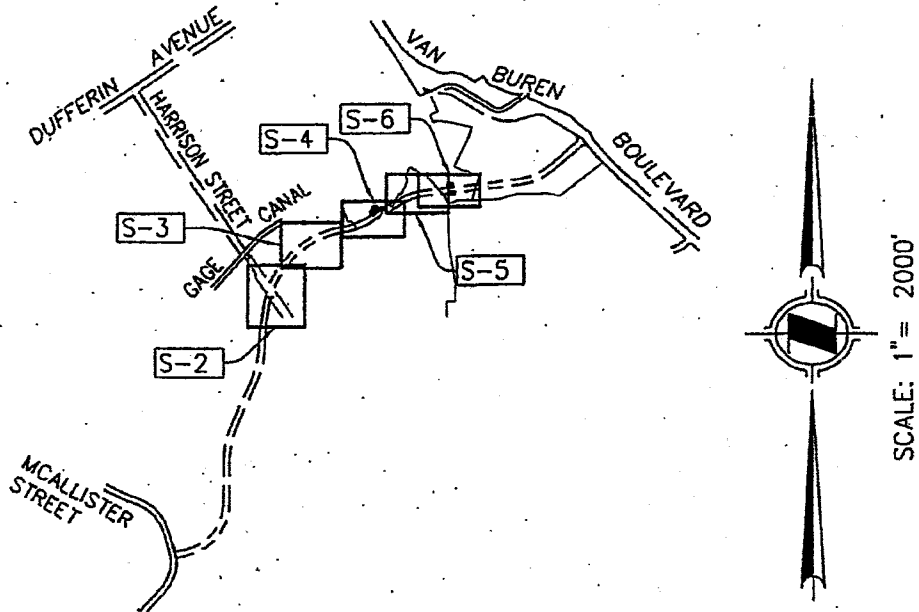 DUFFERIN AVENUE
HARRISON STREET
GAGE CANAL
VAN BUREN BOULEVARD
S-6
S-4
S-3
S-5
S-2
MCALLISTER
STREET
SCALE: 1"= 2000'